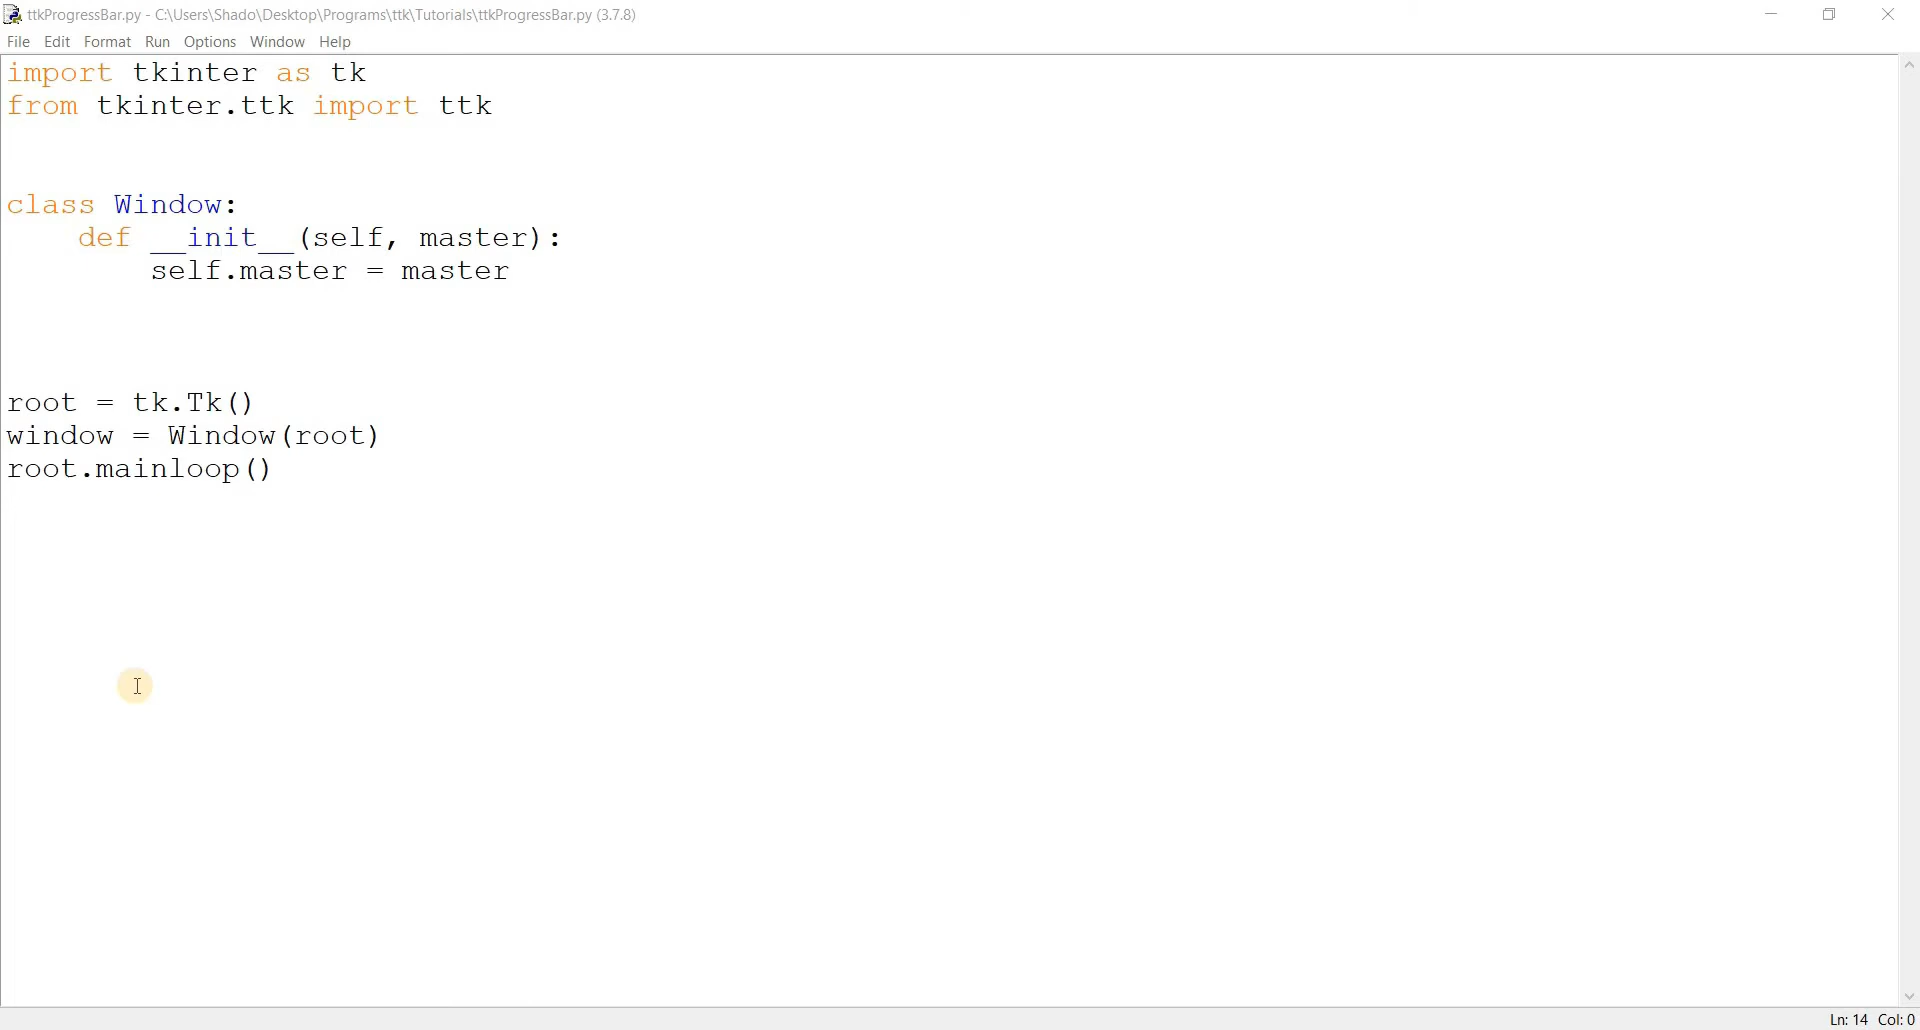 ttkProgressBar.py - C:\Users\Shado\Desktop\Programs\ttk\Tutorials\ttkProgressBar.py (3.7.8)
File Edit Format Run Options Window Help
import tkinter as tk
from tkinter.ttk import ttk
class Window:
    def __init__(self, master):
        self.master = master
root = tk.Tk()
window = Window(root)
root.mainloop()
Ln: 14 Col: 0